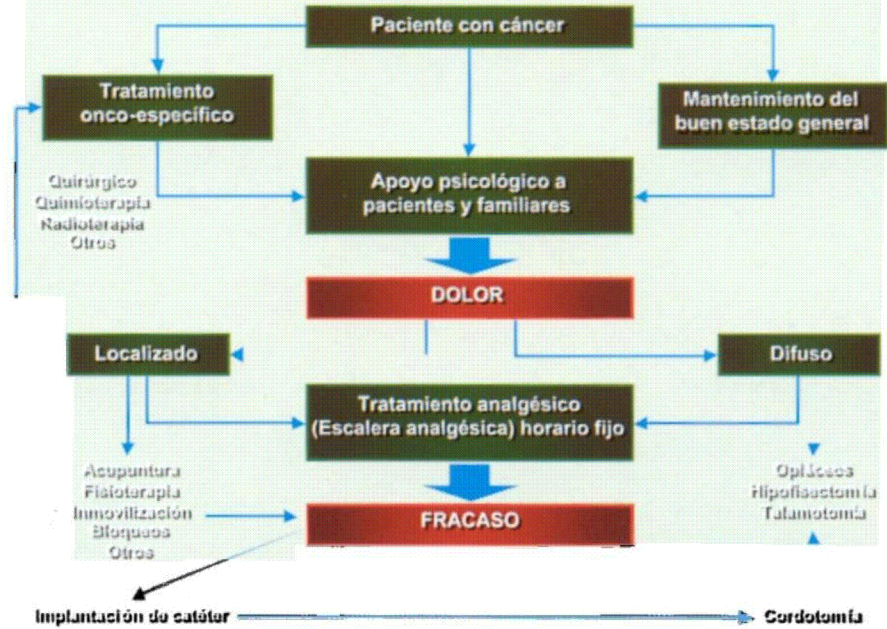 Paciente con cáncer
Tratamiento
onco-específico
Mantenimiento del
buen estado general
Quirúrgico
Quimioterapia
Radioterapia
Otros
Apoyo psicológico a
pacientes y familiares
DOLOR
Localizado
Difuso
Tratamiento analgésico
(Escalera analgésica) horario fijo
Acupuntura
Fisioterapia
Inmovilización
Bloqueos
Otros
Opiáceos
Hipofisectomía
Talamotomía
FRACASO
Implantación de catéter
Cordotomía